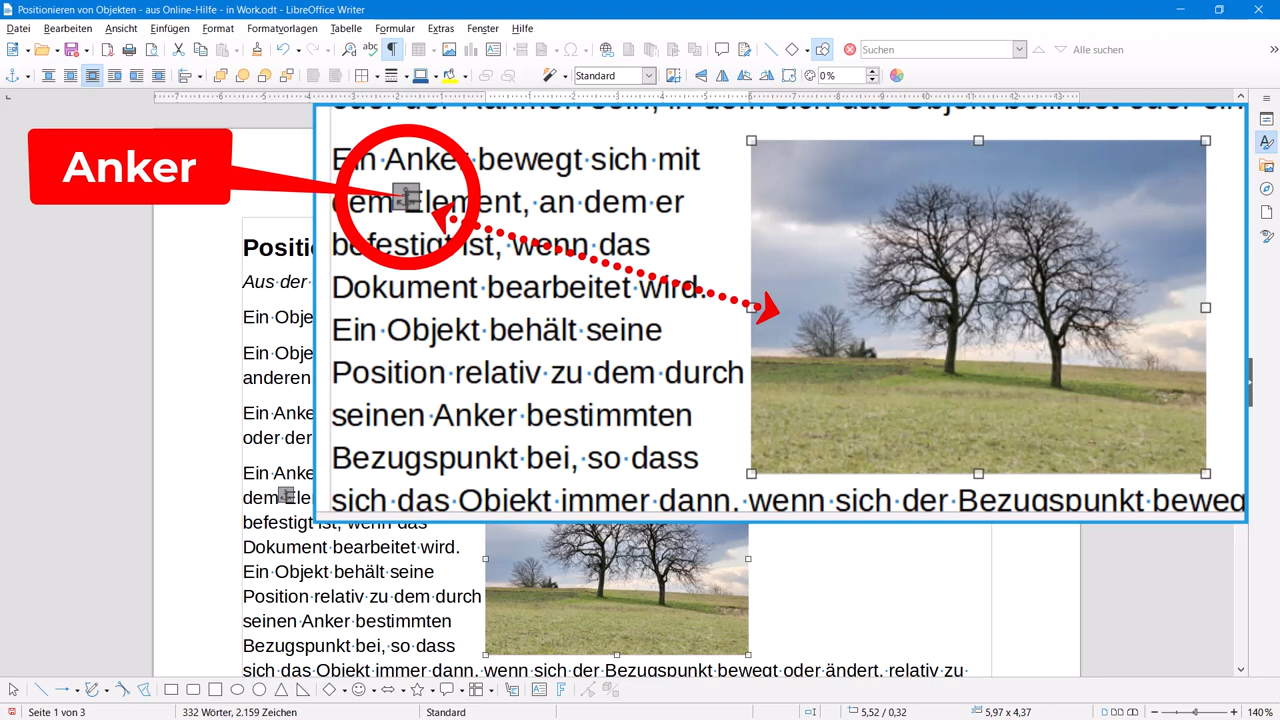 Positionieren von Objekten - aus Online-Hilfe - in Work.odt - LibreOffice Writer
Datei Bearbeiten Ansicht Einfügen Format Formatvorlagen Tabelle Formular Extras Fenster Hilfe
Suchen
Alle suchen
Standard
0%
Anker
Ein Anker bewegt sich mit
dem Element, an dem er
befestigt ist, wenn das
Dokument bearbeitet wird.
Ein Objekt behält seine
Position relativ zu dem durch
seinen Anker bestimmten
Bezugspunkt bei, so dass
sich das Objekt immer dann, wenn sich der Bezugspunkt beweg
Positio
Aus der
Ein Obje
Ein Obje
anderen
Ein Anke
oder der
Ein Anke
dem Ele
befestigt ist, wenn das
Dokument bearbeitet wird.
Ein Objekt behält seine
Position relativ zu dem durch
seinen Anker bestimmten
Bezugspunkt bei, so dass
sich das Objekt immer dann, wenn sich der Bezugspunkt bewegt oder ändert, relativ zu
Seite 1 von 3
332 Wörter, 2.159 Zeichen
Standard
5,52 / 0,32
5,97 x 4,37
140 %